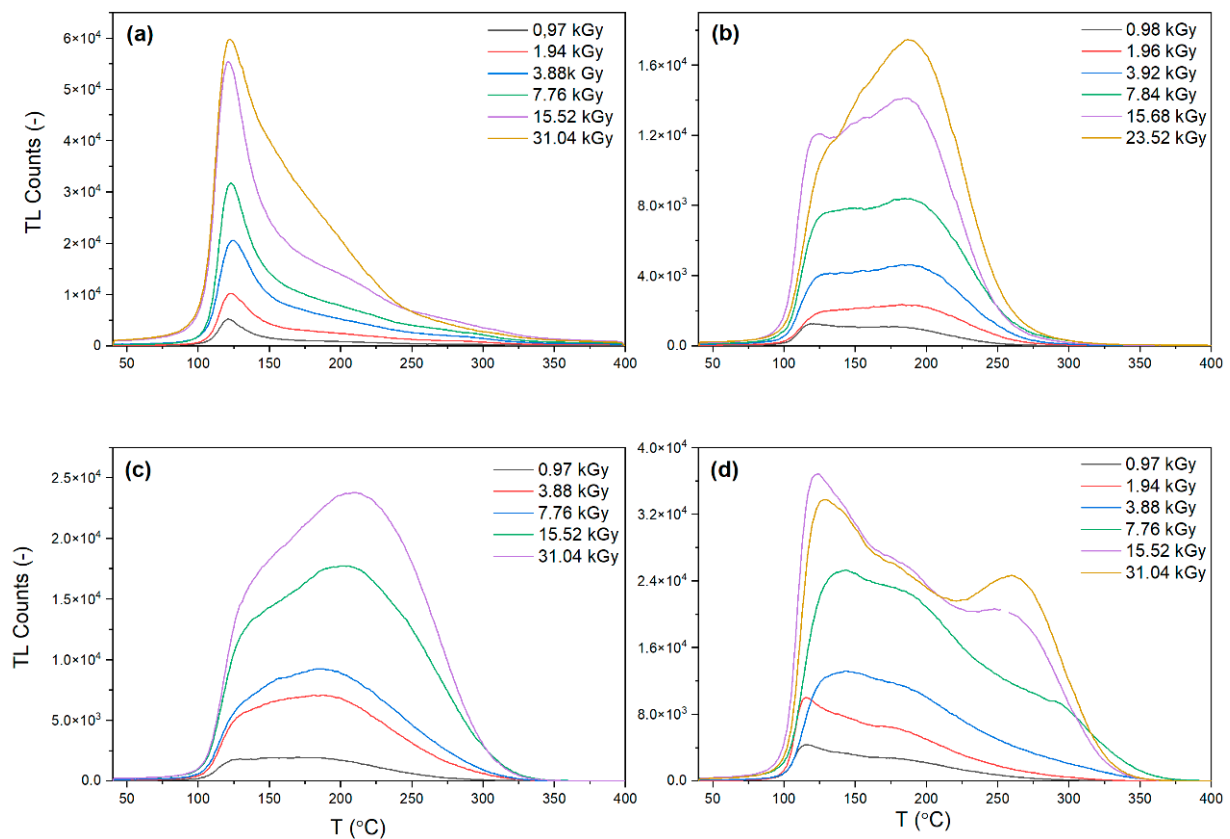 (a)
0,97 kGy
1.94 kGy
3.88k Gy
7.76 kGy
15.52 kGy
31.04 kGy
6×10⁴
5×10⁴
4×10⁴
3×10⁴
2×10⁴
1×10⁴
0
TL Counts (-)
50 100 150 200 250 300 350 400
(b)
0.98 kGy
1.96 kGy
3.92 kGy
7.84 kGy
15.68 kGy
23.52 kGy
1.6×10⁴
1.2×10⁴
8.0×10³
4.0×10³
0.0
50 100 150 200 250 300 350 400
(c)
0.97 kGy
3.88 kGy
7.76 kGy
15.52 kGy
31.04 kGy
2.5×10⁴
2.0×10⁴
1.5×10⁴
1.0×10⁴
5.0×10³
0.0
TL Counts (-)
50 100 150 200 250 300 350 400
T (°C)
(d)
0.97 kGy
1.94 kGy
3.88 kGy
7.76 kGy
15.52 kGy
31.04 kGy
4.0×10⁴
3.2×10⁴
2.4×10⁴
1.6×10⁴
8.0×10³
0.0
50 100 150 200 250 300 350 400
T (°C)